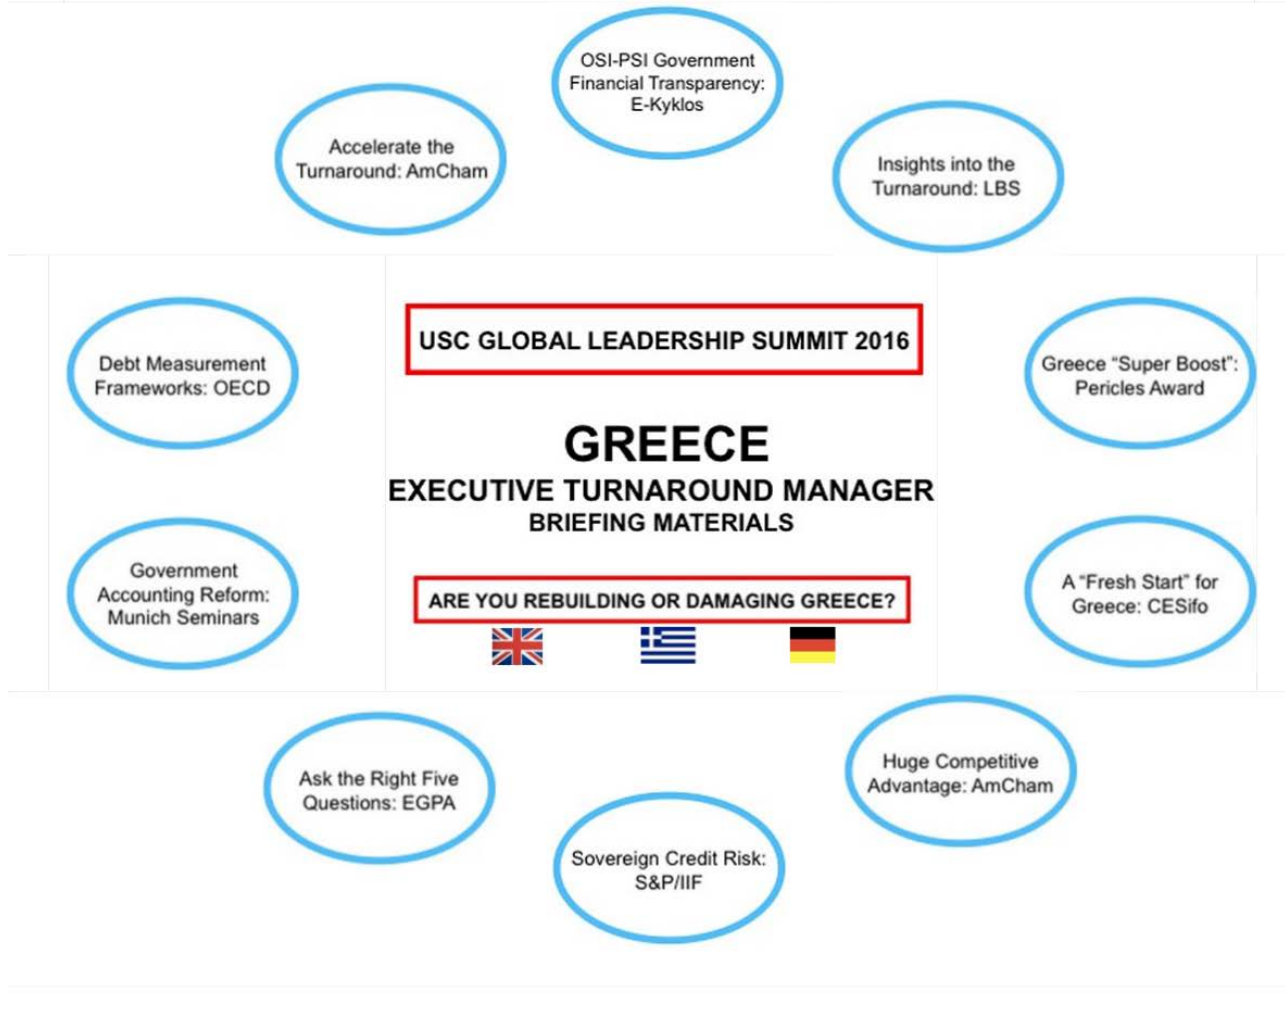 OSI-PSI Government
Financial Transparency:
E-Kyklos
Accelerate the
Turnaround: AmCham
Insights into the
Turnaround: LBS
Debt Measurement
Frameworks: OECD
USC GLOBAL LEADERSHIP SUMMIT 2016
Greece “Super Boost”:
Pericles Award
GREECE
EXECUTIVE TURNAROUND MANAGER
BRIEFING MATERIALS
Government
Accounting Reform:
Munich Seminars
ARE YOU REBUILDING OR DAMAGING GREECE?
A “Fresh Start” for
Greece: CESifo
Ask the Right Five
Questions: EGPA
Huge Competitive
Advantage: AmCham
Sovereign Credit Risk:
S&P/IIF